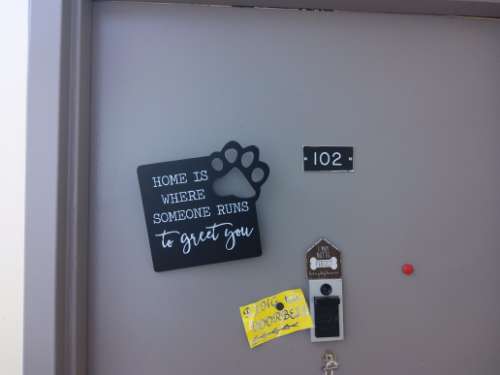 HOME IS
WHERE
SOMEONE RUNS
to greet you
102
DOORBELL